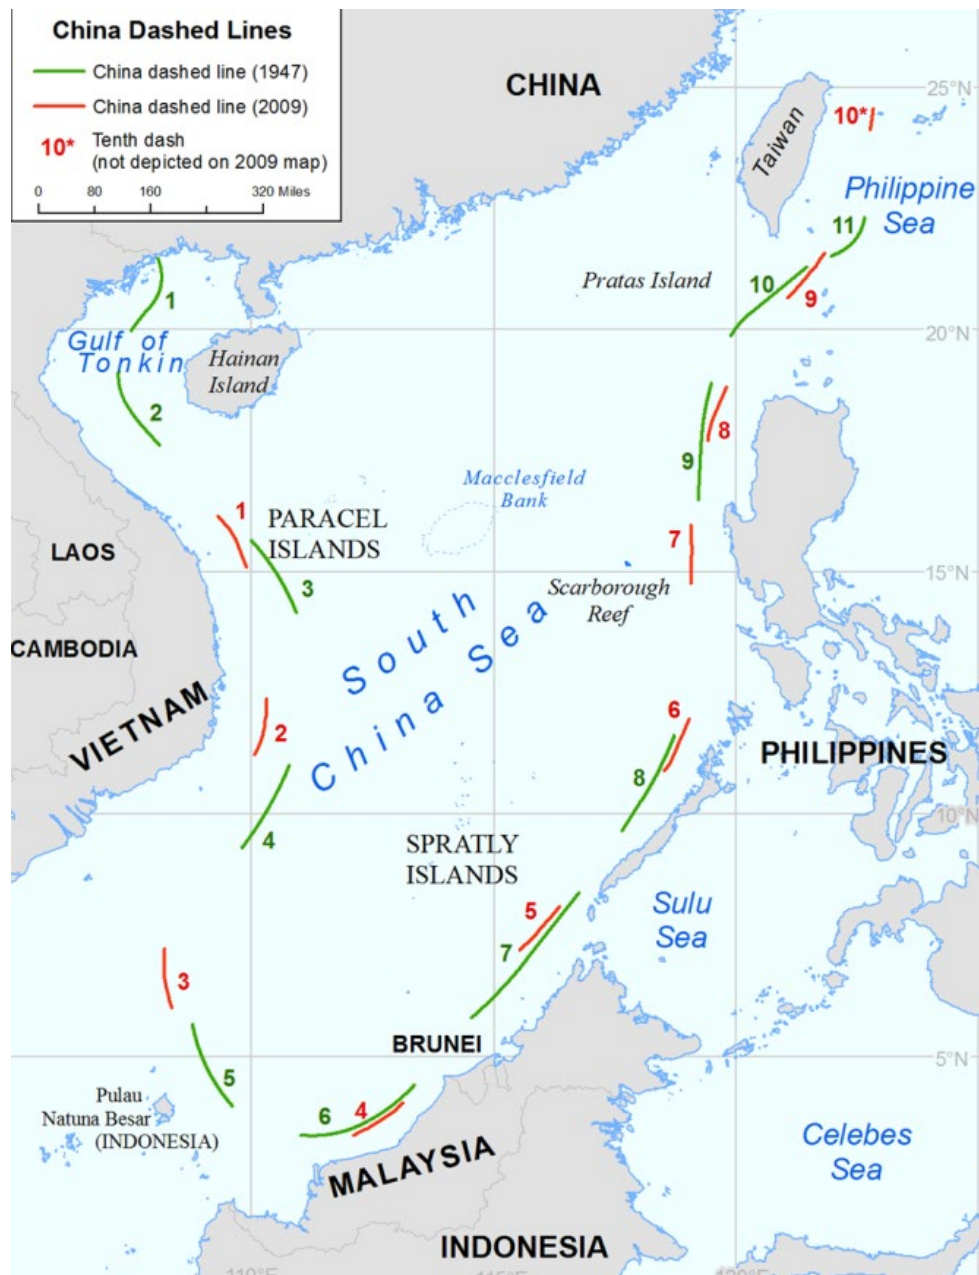 China Dashed Lines
China dashed line (1947)
China dashed line (2009)
10* Tenth dash
(not depicted on 2009 map)
0 80 160 320 Miles
CHINA
25°N
10*
Taiwan
Philippine
Sea
11
Pratas Island
10
9
1
20°N
Gulf of
Tonkin
Hainan
Island
2
8
9
Macclesfield
Bank
1
PARACEL
ISLANDS
7
LAOS
15°N
3
Scarborough
Reef
South
China Sea
CAMBODIA
VIETNAM
2
6
PHILIPPINES
8
4
10°N
SPRATLY
ISLANDS
5
7
Sulu
Sea
3
BRUNEI
5°N
5
Pulau
Natuna Besar
(INDONESIA)
6
4
MALAYSIA
Celebes
Sea
INDONESIA
110°E
115°E
120°E